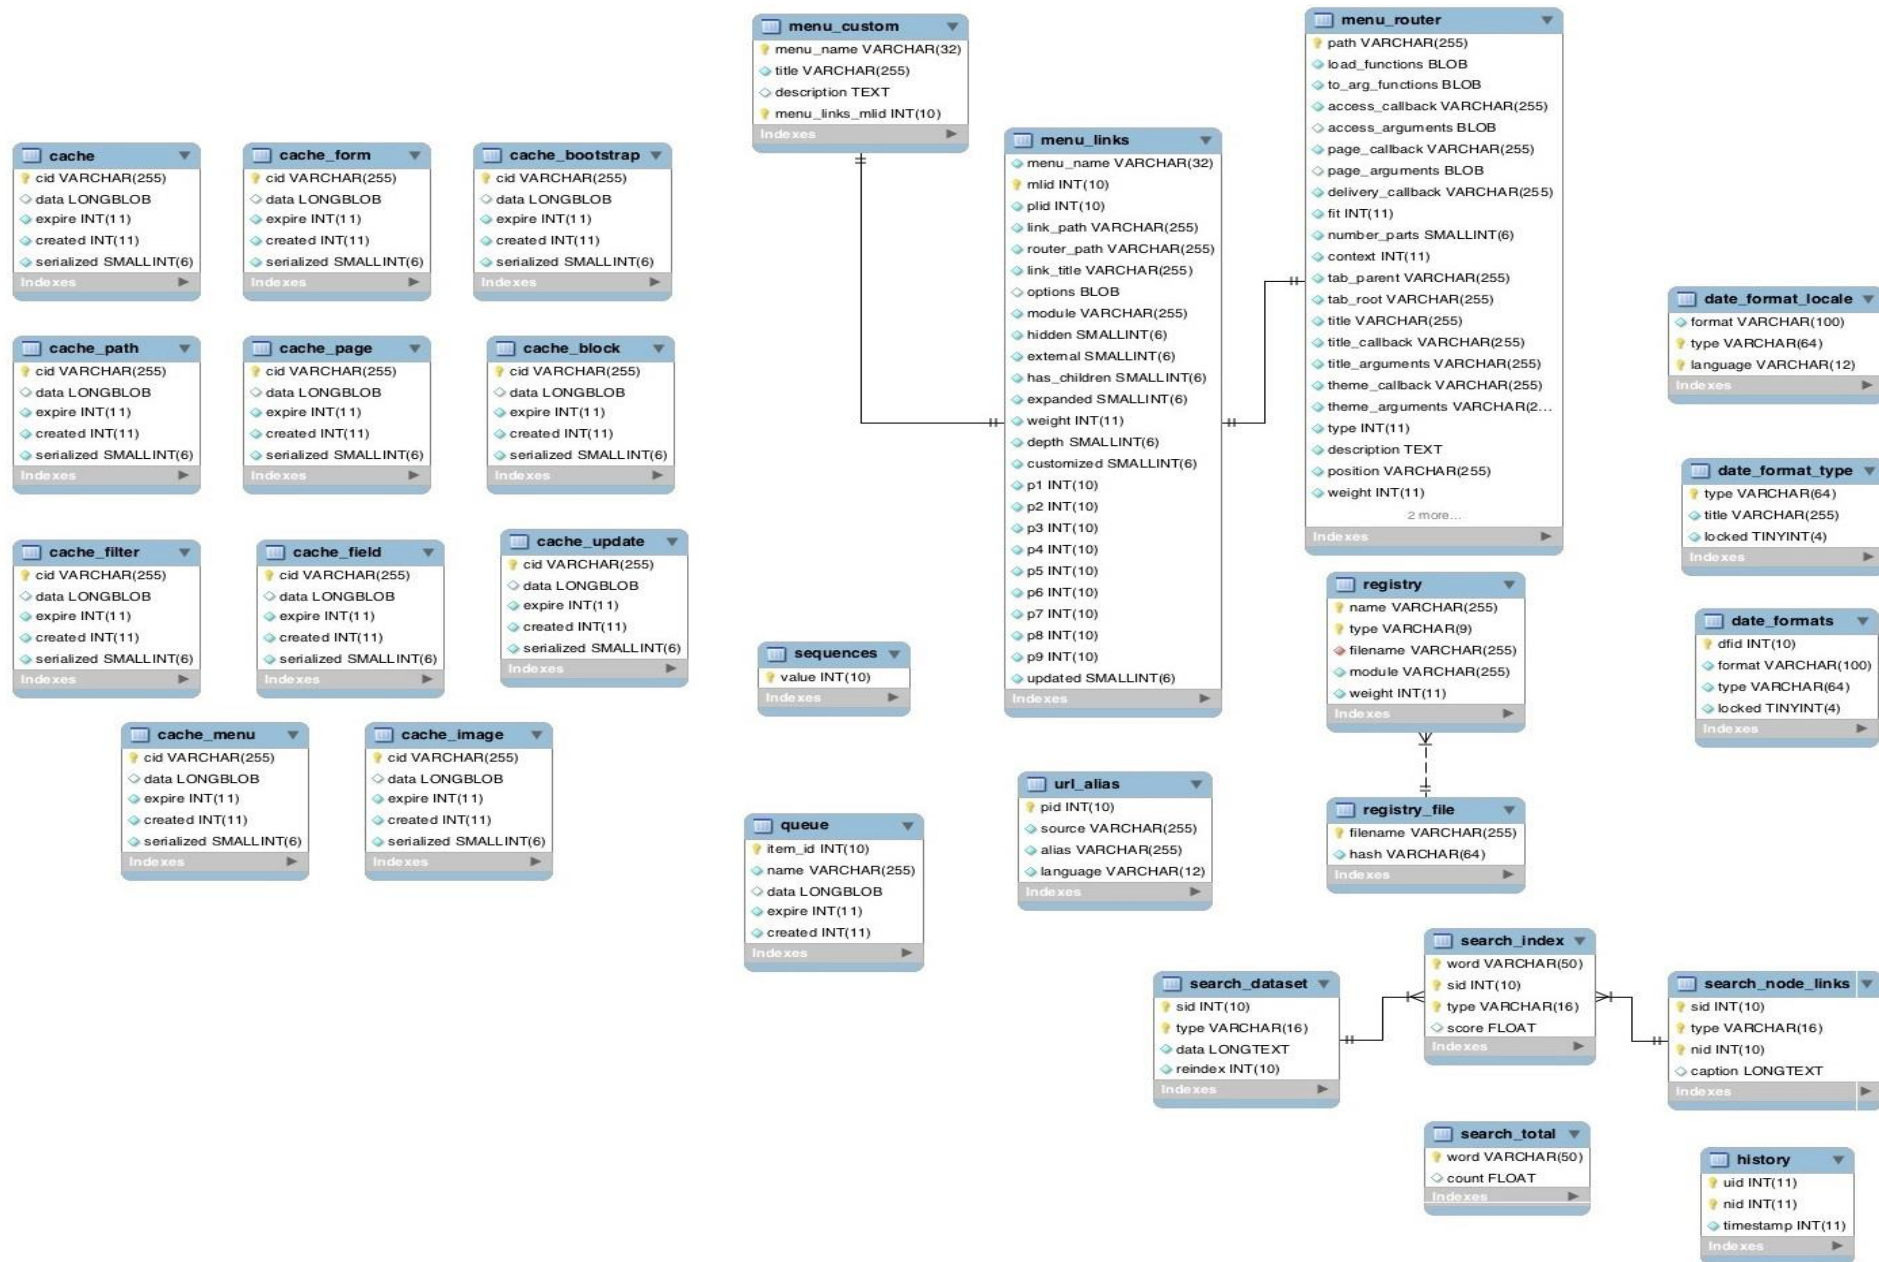 menu_custom
menu_name VARCHAR(32)
title VARCHAR(255)
description TEXT
menu_links_mlid INT(10)
Indexes
menu_router
path VARCHAR(255)
load_functions BLOB
to_arg_functions BLOB
access_callback VARCHAR(255)
access_arguments BLOB
page_callback VARCHAR(255)
page_arguments BLOB
delivery_callback VARCHAR(255)
fit INT(11)
number_parts SMALLINT(6)
context INT(11)
tab_parent VARCHAR(255)
tab_root VARCHAR(255)
title VARCHAR(255)
title_callback VARCHAR(255)
title_arguments VARCHAR(255)
theme_callback VARCHAR(255)
theme_arguments VARCHAR(2...
type INT(11)
description TEXT
position VARCHAR(255)
weight INT(11)
2 more...
Indexes
menu_links
menu_name VARCHAR(32)
mlid INT(10)
plid INT(10)
link_path VARCHAR(255)
router_path VARCHAR(255)
link_title VARCHAR(255)
options BLOB
module VARCHAR(255)
hidden SMALLINT(6)
external SMALLINT(6)
has_children SMALLINT(6)
expanded SMALLINT(6)
weight INT(11)
depth SMALLINT(6)
customized SMALLINT(6)
p1 INT(10)
p2 INT(10)
p3 INT(10)
p4 INT(10)
p5 INT(10)
p6 INT(10)
p7 INT(10)
p8 INT(10)
p9 INT(10)
updated SMALLINT(6)
Indexes
cache
cid VARCHAR(255)
data LONGBLOB
expire INT(11)
created INT(11)
serialized SMALLINT(6)
Indexes
cache_form
cid VARCHAR(255)
data LONGBLOB
expire INT(11)
created INT(11)
serialized SMALLINT(6)
Indexes
cache_bootstrap
cid VARCHAR(255)
data LONGBLOB
expire INT(11)
created INT(11)
serialized SMALLINT(6)
Indexes
cache_path
cid VARCHAR(255)
data LONGBLOB
expire INT(11)
created INT(11)
serialized SMALLINT(6)
Indexes
cache_page
cid VARCHAR(255)
data LONGBLOB
expire INT(11)
created INT(11)
serialized SMALLINT(6)
Indexes
cache_block
cid VARCHAR(255)
data LONGBLOB
expire INT(11)
created INT(11)
serialized SMALLINT(6)
Indexes
cache_filter
cid VARCHAR(255)
data LONGBLOB
expire INT(11)
created INT(11)
serialized SMALLINT(6)
Indexes
cache_field
cid VARCHAR(255)
data LONGBLOB
expire INT(11)
created INT(11)
serialized SMALLINT(6)
Indexes
cache_update
cid VARCHAR(255)
data LONGBLOB
expire INT(11)
created INT(11)
serialized SMALLINT(6)
Indexes
cache_menu
cid VARCHAR(255)
data LONGBLOB
expire INT(11)
created INT(11)
serialized SMALLINT(6)
Indexes
cache_image
cid VARCHAR(255)
data LONGBLOB
expire INT(11)
created INT(11)
serialized SMALLINT(6)
Indexes
date_format_locale
format VARCHAR(100)
type VARCHAR(64)
language VARCHAR(12)
Indexes
date_format_type
type VARCHAR(64)
title VARCHAR(255)
locked TINYINT(4)
Indexes
date_formats
dfid INT(10)
format VARCHAR(100)
type VARCHAR(64)
locked TINYINT(4)
Indexes
registry
name VARCHAR(255)
type VARCHAR(9)
filename VARCHAR(255)
module VARCHAR(255)
weight INT(11)
Indexes
sequences
value INT(10)
Indexes
url_alias
pid INT(10)
source VARCHAR(255)
alias VARCHAR(255)
language VARCHAR(12)
Indexes
registry_file
filename VARCHAR(255)
hash VARCHAR(64)
Indexes
queue
item_id INT(10)
name VARCHAR(255)
data LONGBLOB
expire INT(11)
created INT(11)
Indexes
search_dataset
sid INT(10)
type VARCHAR(16)
data LONGTEXT
reindex INT(10)
Indexes
search_index
word VARCHAR(50)
sid INT(10)
type VARCHAR(16)
score FLOAT
Indexes
search_node_links
sid INT(10)
type VARCHAR(16)
nid INT(10)
caption LONGTEXT
Indexes
search_total
word VARCHAR(50)
count FLOAT
Indexes
history
uid INT(11)
nid INT(11)
timestamp INT(11)
Indexes